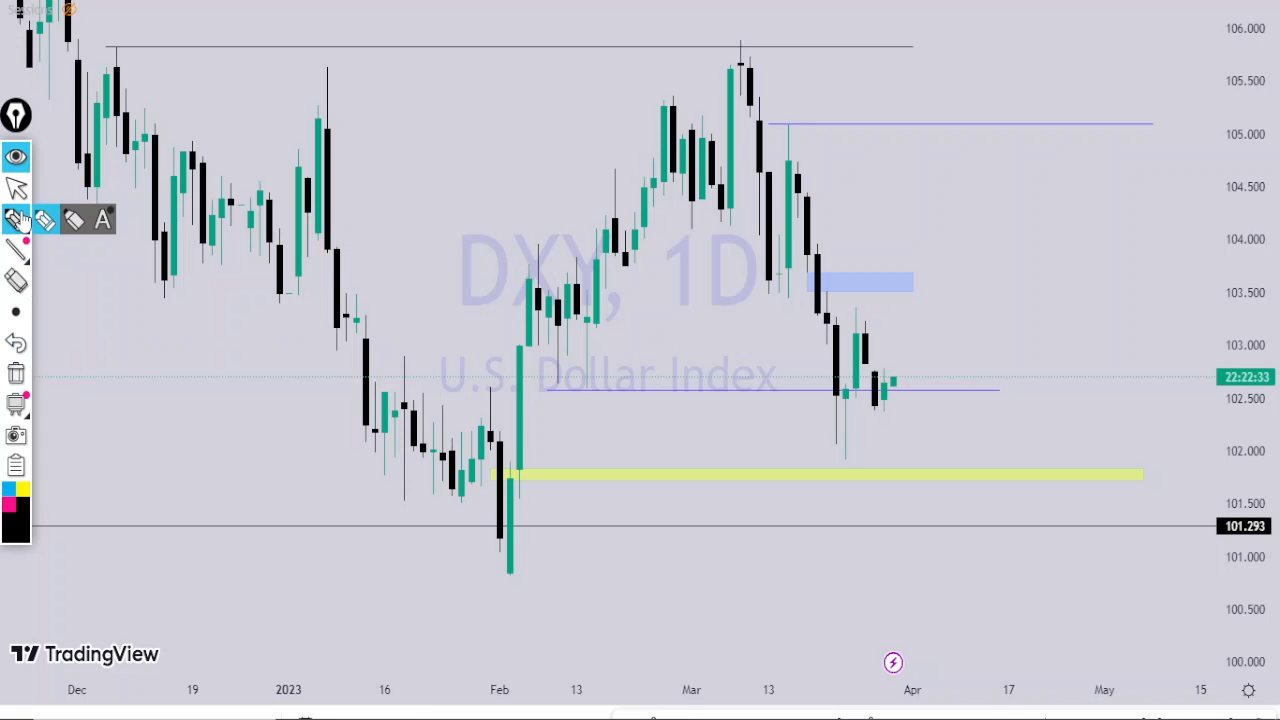 Sessions
106.000
105.500
105.000
104.500
104.000
103.500
103.000
22:22:33
102.500
102.000
101.500
101.293
101.000
100.500
100.000
A
DXY, 1D
U.S. Dollar Index
TradingView
Dec 19 2023 16 Feb 13 Mar 13 Apr 17 May 15